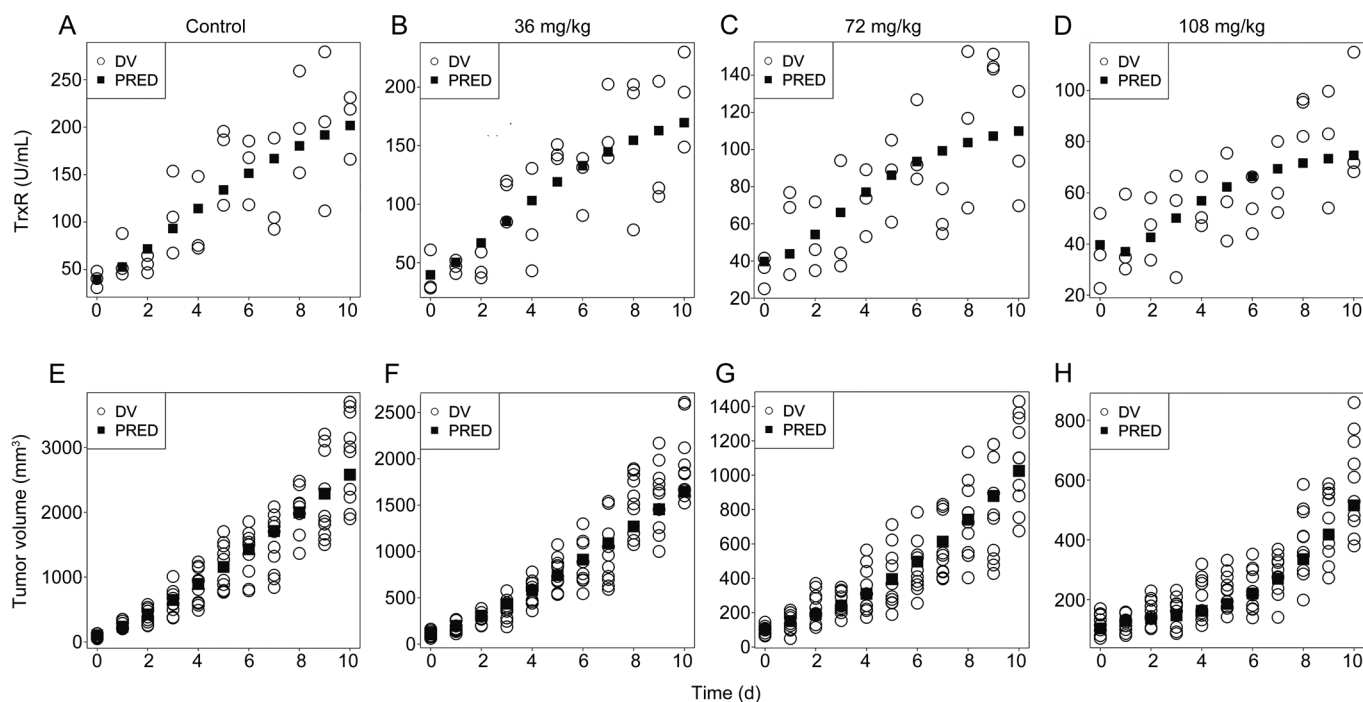 A Control B 36 mg/kg C 72 mg/kg D 108 mg/kg
DV DV DV DV
PRED PRED PRED PRED
TrxR (U/mL)
250 200 150 100 50
200 150 100 50
140 120 100 80 60 40 20
100 80 60 40 20
0 2 4 6 8 10 0 2 4 6 8 10 0 2 4 6 8 10 0 2 4 6 8 10
E F G H
DV DV DV DV
PRED PRED PRED PRED
Tumor volume (mm³)
3000 2000 1000 0
2500 2000 1500 1000 500 0
1400 1200 1000 800 600 400 200 0
800 600 400 200
0 2 4 6 8 10 0 2 4 6 8 10 0 2 4 6 8 10 0 2 4 6 8 10
Time (d)